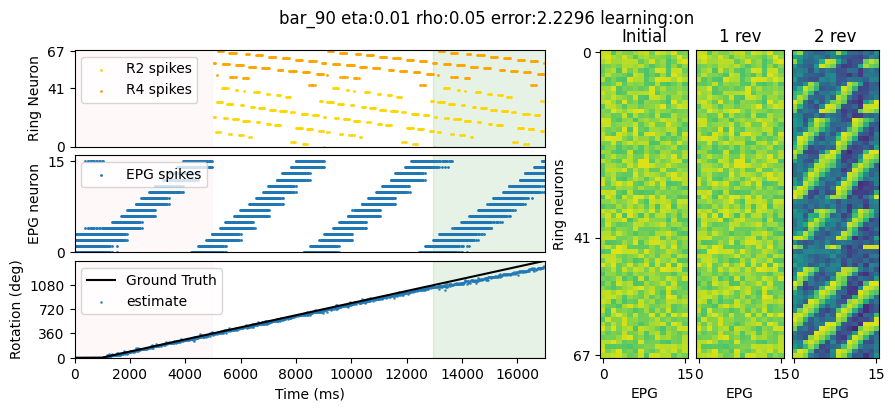 bar_90 eta:0.01 rho:0.05 error:2.2296 learning:on
Ring Neuron
67
41
0
R2 spikes
R4 spikes
EPG neuron
15
0
EPG spikes
Rotation (deg)
1080
720
360
0
Ground Truth
estimate
0 2000 4000 6000 8000 10000 12000 14000 16000
Time (ms)
Initial 1 rev 2 rev
Ring neurons
0
41
67
0 15 0 15 0 15
EPG EPG EPG